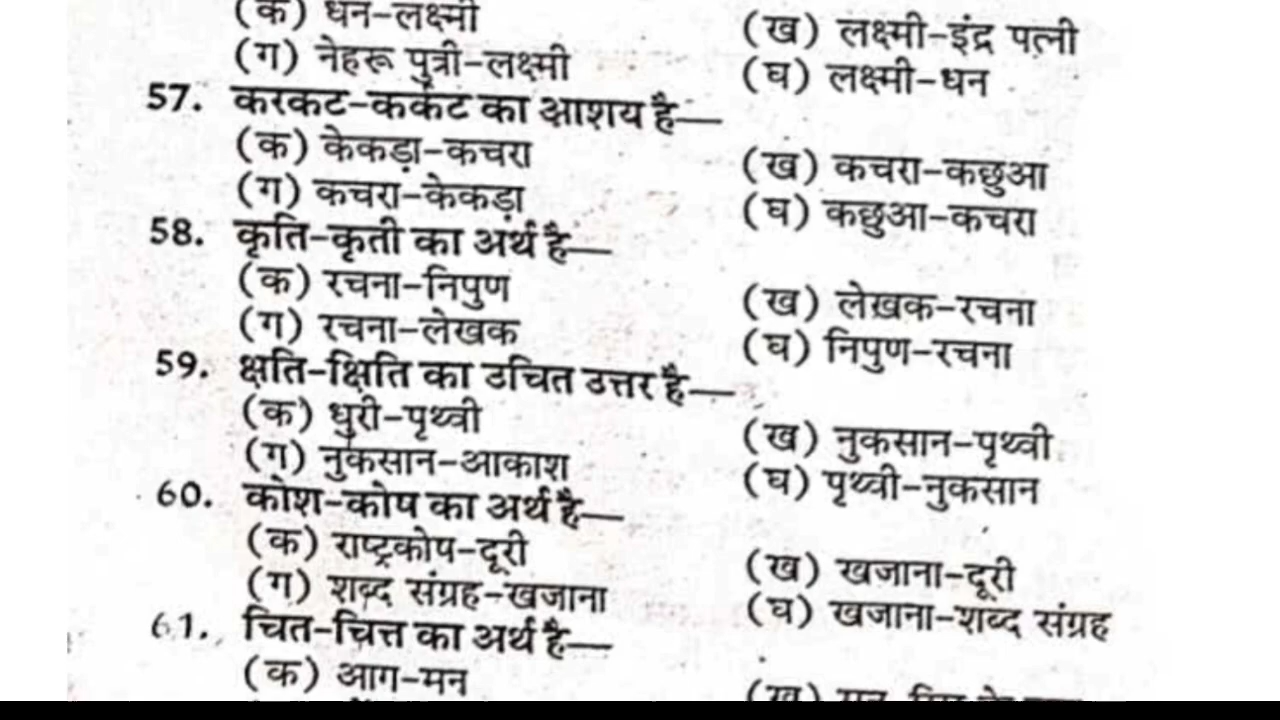 (क) धन-लक्ष्मी (ख) लक्ष्मी-इंद्र पत्नी
(ग) नेहरू पुत्री-लक्ष्मी (घ) लक्ष्मी-धन
57. करकट-कर्कट का आशय है—
(क) केकड़ा-कचरा (ख) कचरा-कछुआ
(ग) कचरा-केकड़ा (घ) कछुआ-कचरा
58. कृति-कृती का अर्थ है—
(क) रचना-निपुण (ख) लेखक-रचना
(ग) रचना-लेखक (घ) निपुण-रचना
59. क्षति-क्षिति का उचित उत्तर है—
(क) धुरी-पृथ्वी (ख) नुकसान-पृथ्वी
(ग) नुकसान-आकाश (घ) पृथ्वी-नुकसान
60. कोश-कोष का अर्थ है—
(क) राष्ट्रकोष-दूरी (ख) खजाना-दूरी
(ग) शब्द संग्रह-खजाना (घ) खजाना-शब्द संग्रह
61. चित-चित्त का अर्थ है—
(क) आग-मन (ख)